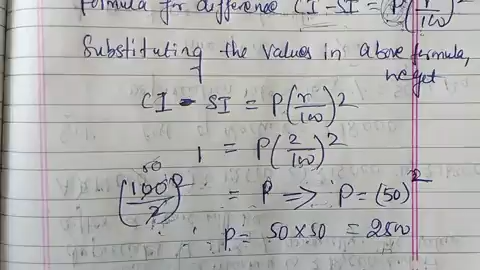 Formula for difference CI - SI = P(r/100)^2
Substituting the values in above formula,
we get
CI - SI = P(r/100)^2
1 = P(2/100)^2
(100/2)^2 50 = P ⇒ P = (50)^2
∴ P = 50 × 50 = 2500